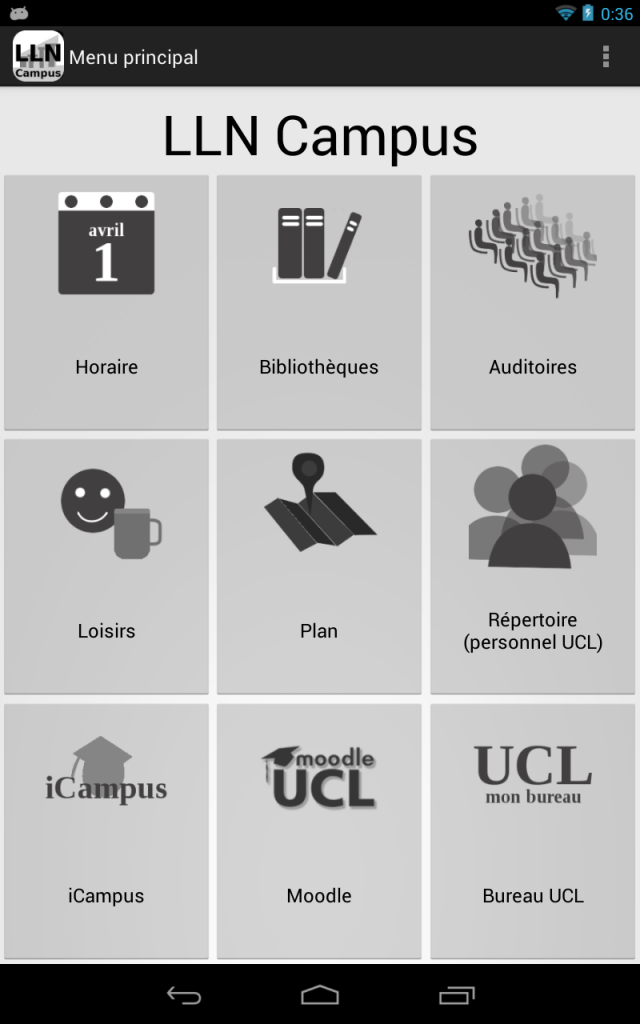 0:36
LLN
Campus
Menu principal
LLN Campus
avril
1
Horaire
Bibliothèques
Auditoires
Loisirs
Plan
Répertoire
(personnel UCL)
iCampus
iCampus
moodle
UCL
Moodle
UCL
mon bureau
Bureau UCL